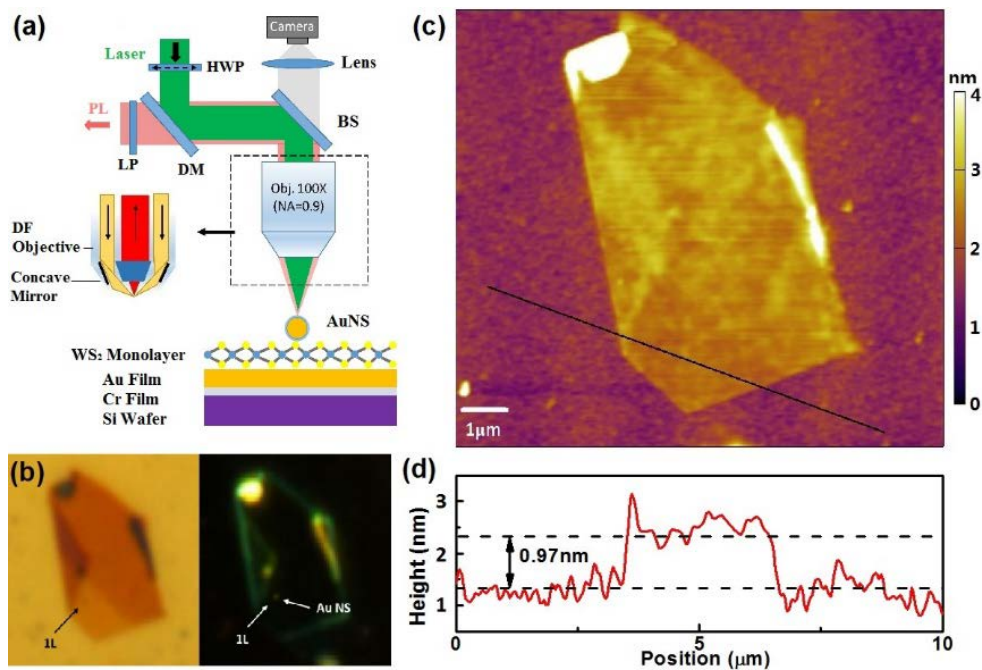 (a)
Camera
Laser
HWP
Lens
PL
BS
LP
DM
Obj. 100X
(NA=0.9)
DF
Objective
Concave
Mirror
AuNS
WS₂ Monolayer
Au Film
Cr Film
Si Wafer
(b)
1L
Au NS
1L
(c)
1μm
nm
4
3
2
1
0
(d)
Height (nm)
3
2
1
0.97nm
0
5
10
Position (μm)